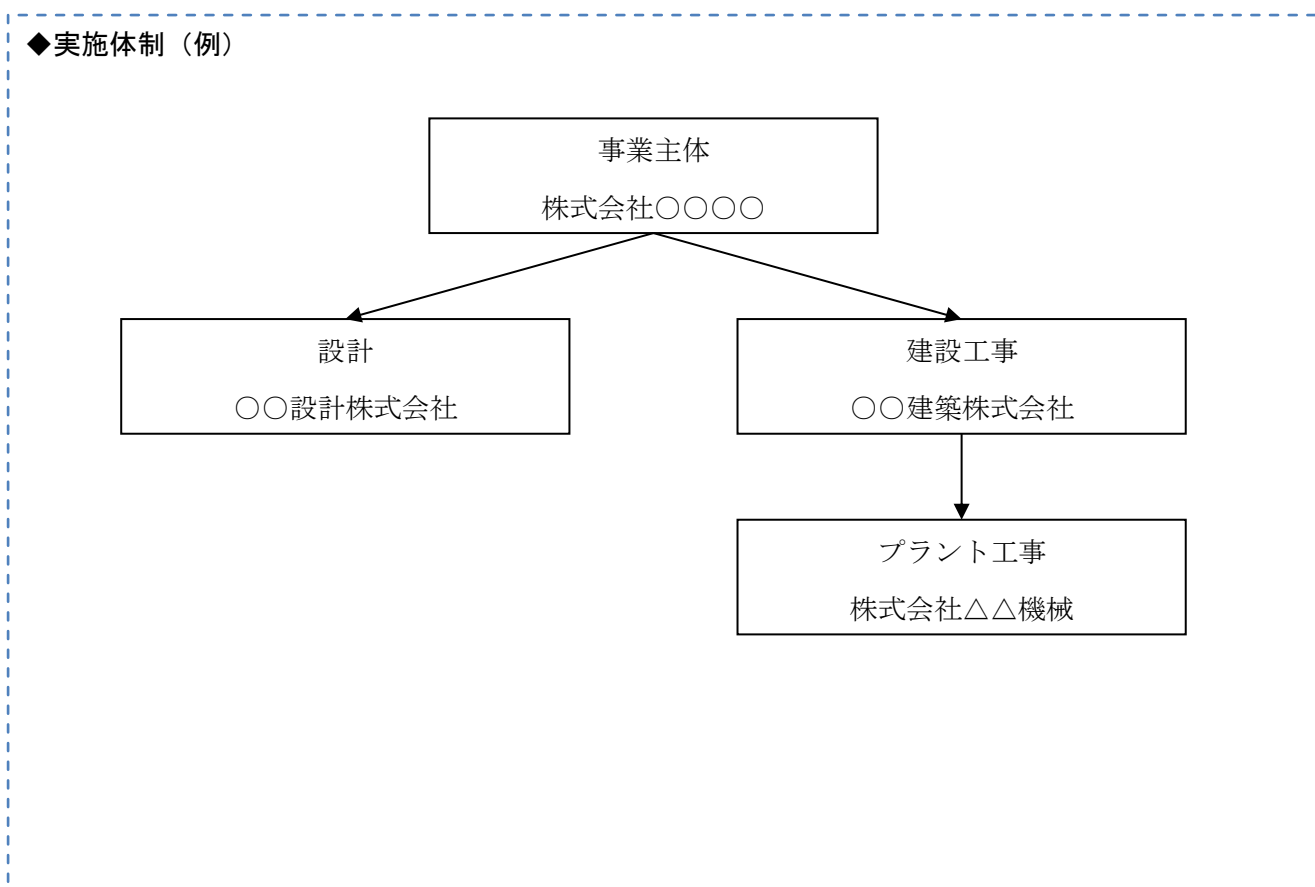 ◆実施体制（例）
事業主体
株式会社○○○○
設計
○○設計株式会社
建設工事
○○建築株式会社
プラント工事
株式会社△△機械